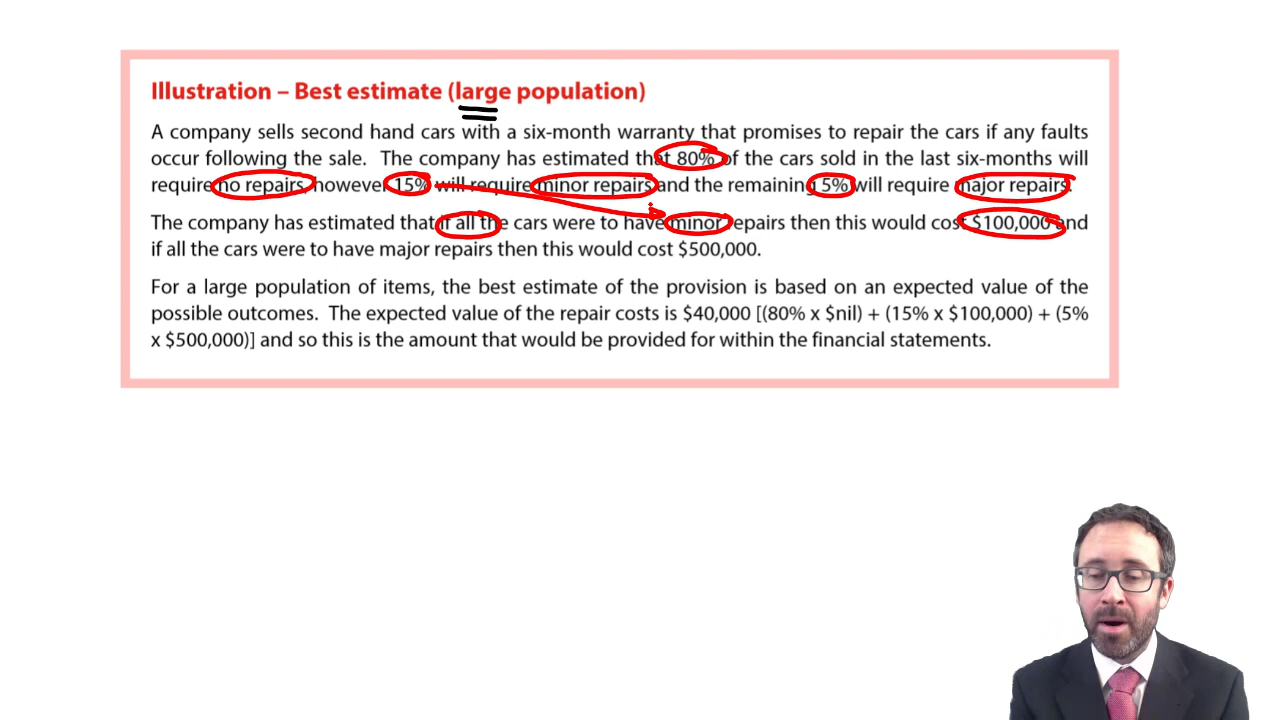 Illustration – Best estimate (large population)
A company sells second hand cars with a six-month warranty that promises to repair the cars if any faults
occur following the sale. The company has estimated that 80% of the cars sold in the last six-months will
require no repairs, however 15% will require minor repairs and the remaining 5% will require major repairs.
The company has estimated that if all the cars were to have minor repairs then this would cost $100,000 and
if all the cars were to have major repairs then this would cost $500,000.
For a large population of items, the best estimate of the provision is based on an expected value of the
possible outcomes. The expected value of the repair costs is $40,000 [(80% x $nil) + (15% x $100,000) + (5%
x $500,000)] and so this is the amount that would be provided for within the financial statements.